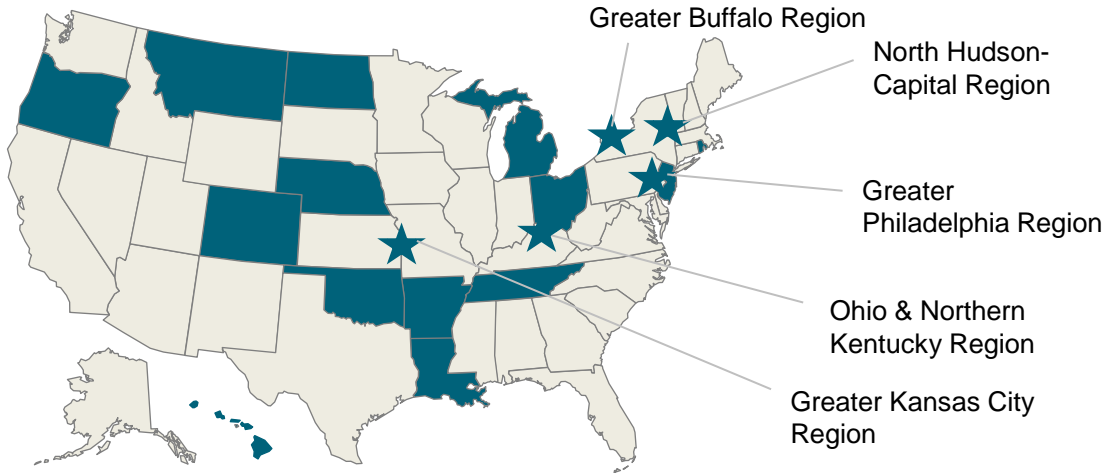 Greater Buffalo Region
North Hudson-
Capital Region
Greater
Philadelphia Region
Ohio & Northern
Kentucky Region
Greater Kansas City
Region